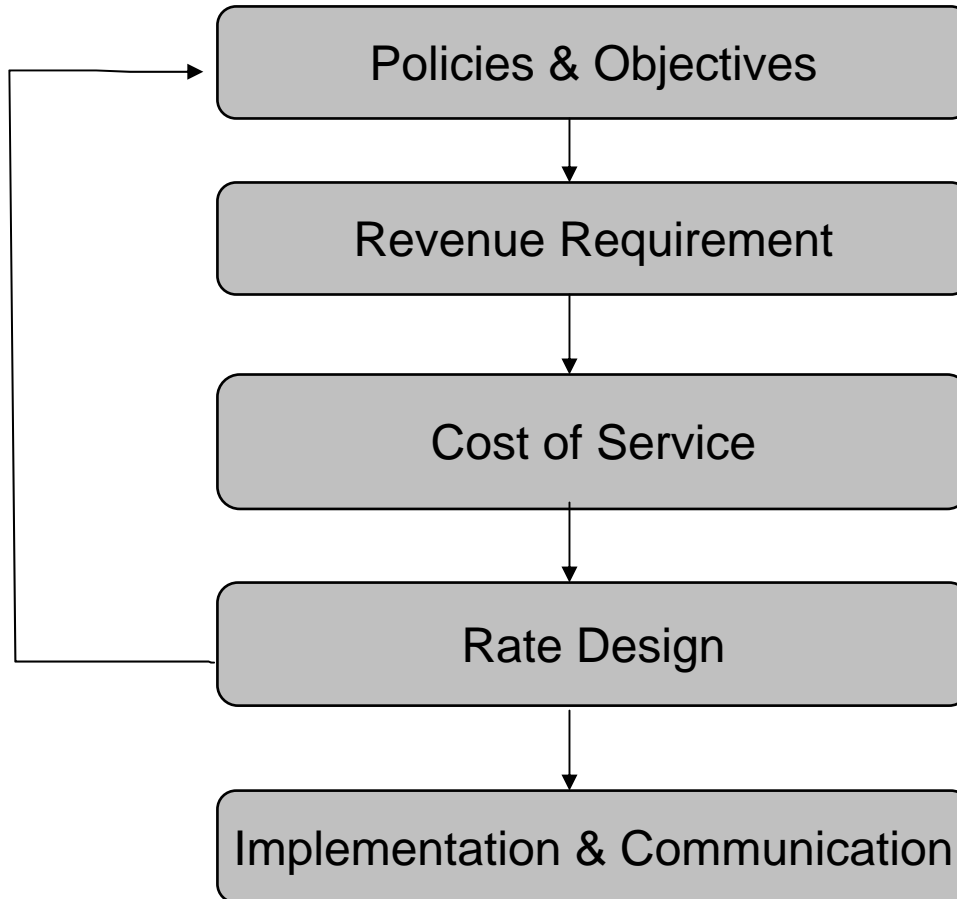 Policies & Objectives
Revenue Requirement
Cost of Service
Rate Design
Implementation & Communication